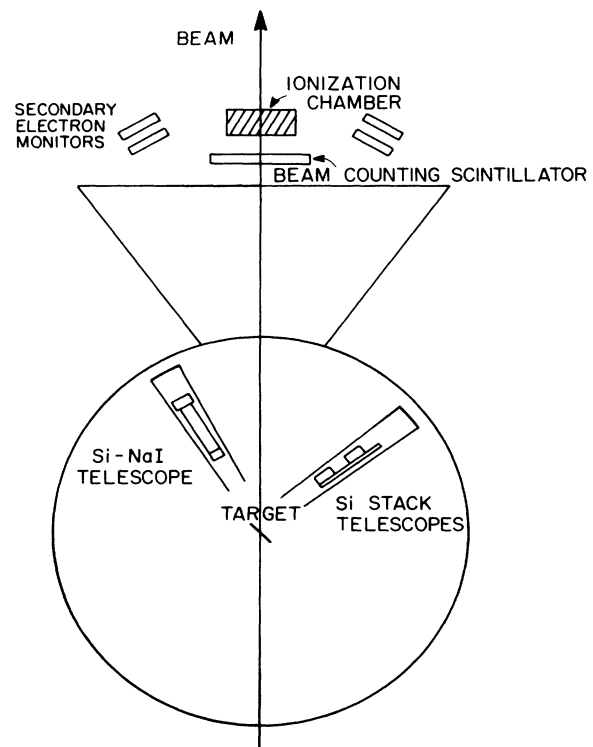 BEAM
IONIZATION
CHAMBER
SECONDARY
ELECTRON
MONITORS
BEAM COUNTING SCINTILLATOR
Si-NaI
TELESCOPE
TARGET
Si STACK
TELESCOPES